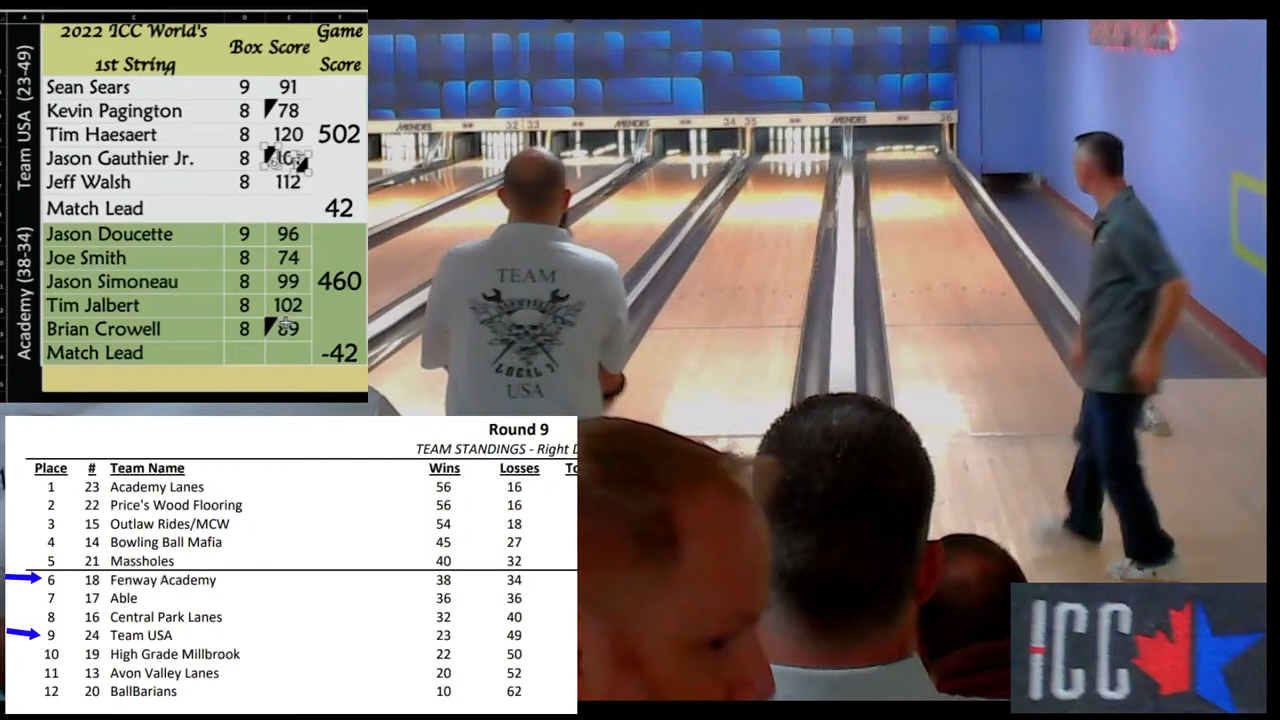 A C D E F
2022 ICC World's Game
Box Score
1st String Score
Team USA (23-49)
Sean Sears 9 91
Kevin Pagington 8 78
Tim Haesaert 8 120 502
Jason Gauthier Jr. 8
Jeff Walsh 8 112
Match Lead 42
Academy (38-34)
Jason Doucette 9 96
Joe Smith 8 74
Jason Simoneau 8 99 460
Tim Jalbert 8 102
Brian Crowell 8 89
Match Lead -42
MENDES 32 33 MENDES 34 35 MENDES 36
TEAM
LOCAL
USA
Round 9
TEAM STANDINGS - Right
Place # Team Name Wins Losses
1 23 Academy Lanes 56 16
2 22 Price's Wood Flooring 56 16
3 15 Outlaw Rides/MCW 54 18
4 14 Bowling Ball Mafia 45 27
5 21 Massholes 40 32
6 18 Fenway Academy 38 34
7 17 Able 36 36
8 16 Central Park Lanes 32 40
9 24 Team USA 23 49
10 19 High Grade Millbrook 22 50
11 13 Avon Valley Lanes 20 52
12 20 BallBarians 10 62
ICC